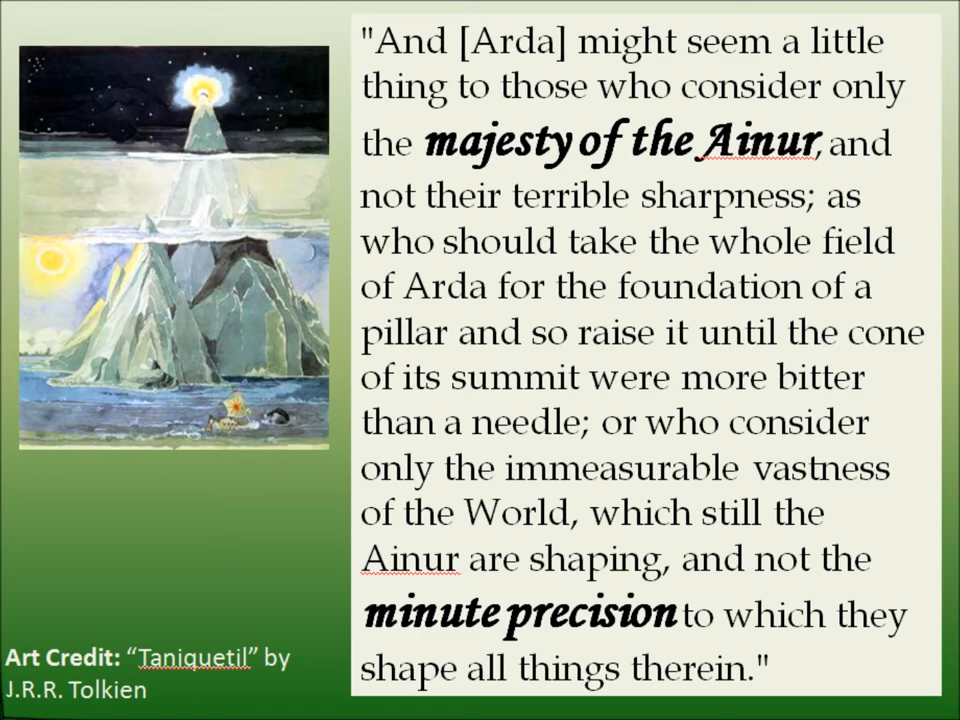 "And [Arda] might seem a little
thing to those who consider only
the majesty of the Ainur, and
not their terrible sharpness; as
who should take the whole field
of Arda for the foundation of a
pillar and so raise it until the cone
of its summit were more bitter
than a needle; or who consider
only the immeasurable vastness
of the World, which still the
Ainur are shaping, and not the
minute precision to which they
shape all things therein."
Art Credit: “Taniquetil” by
J.R.R. Tolkien